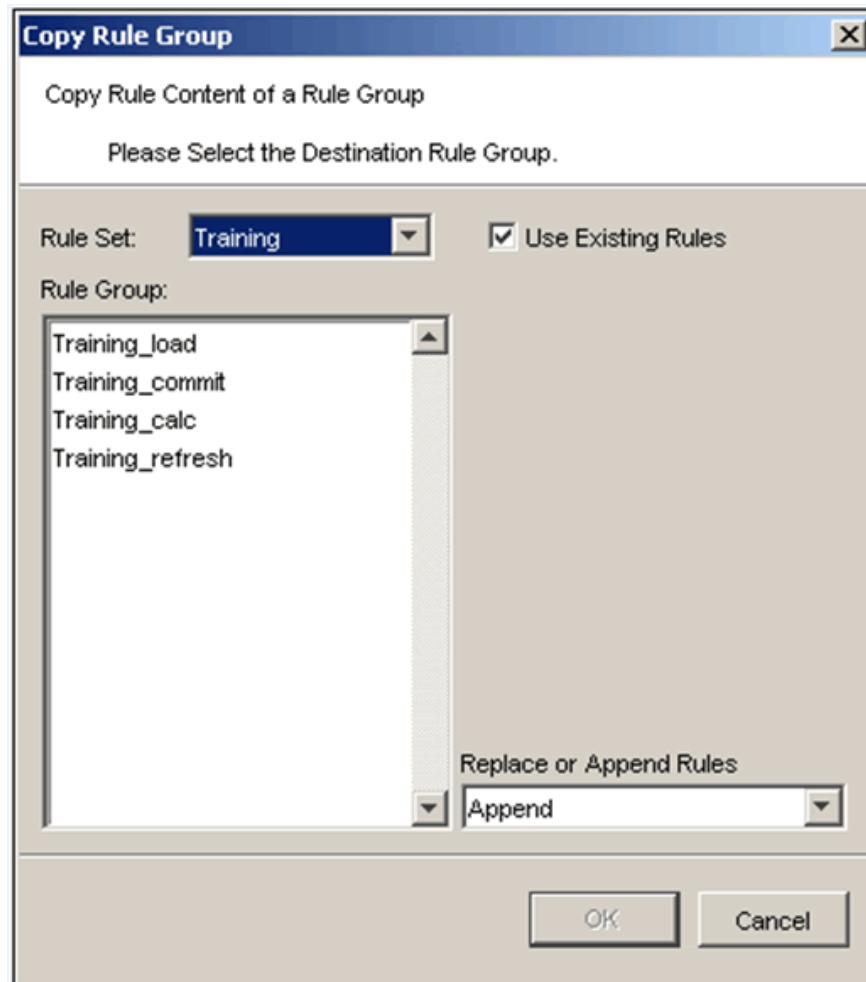 Copy Rule Group
Copy Rule Content of a Rule Group
Please Select the Destination Rule Group.
Rule Set: Training Use Existing Rules
Rule Group:
Training_load
Training_commit
Training_calc
Training_refresh
Replace or Append Rules
Append
OK Cancel